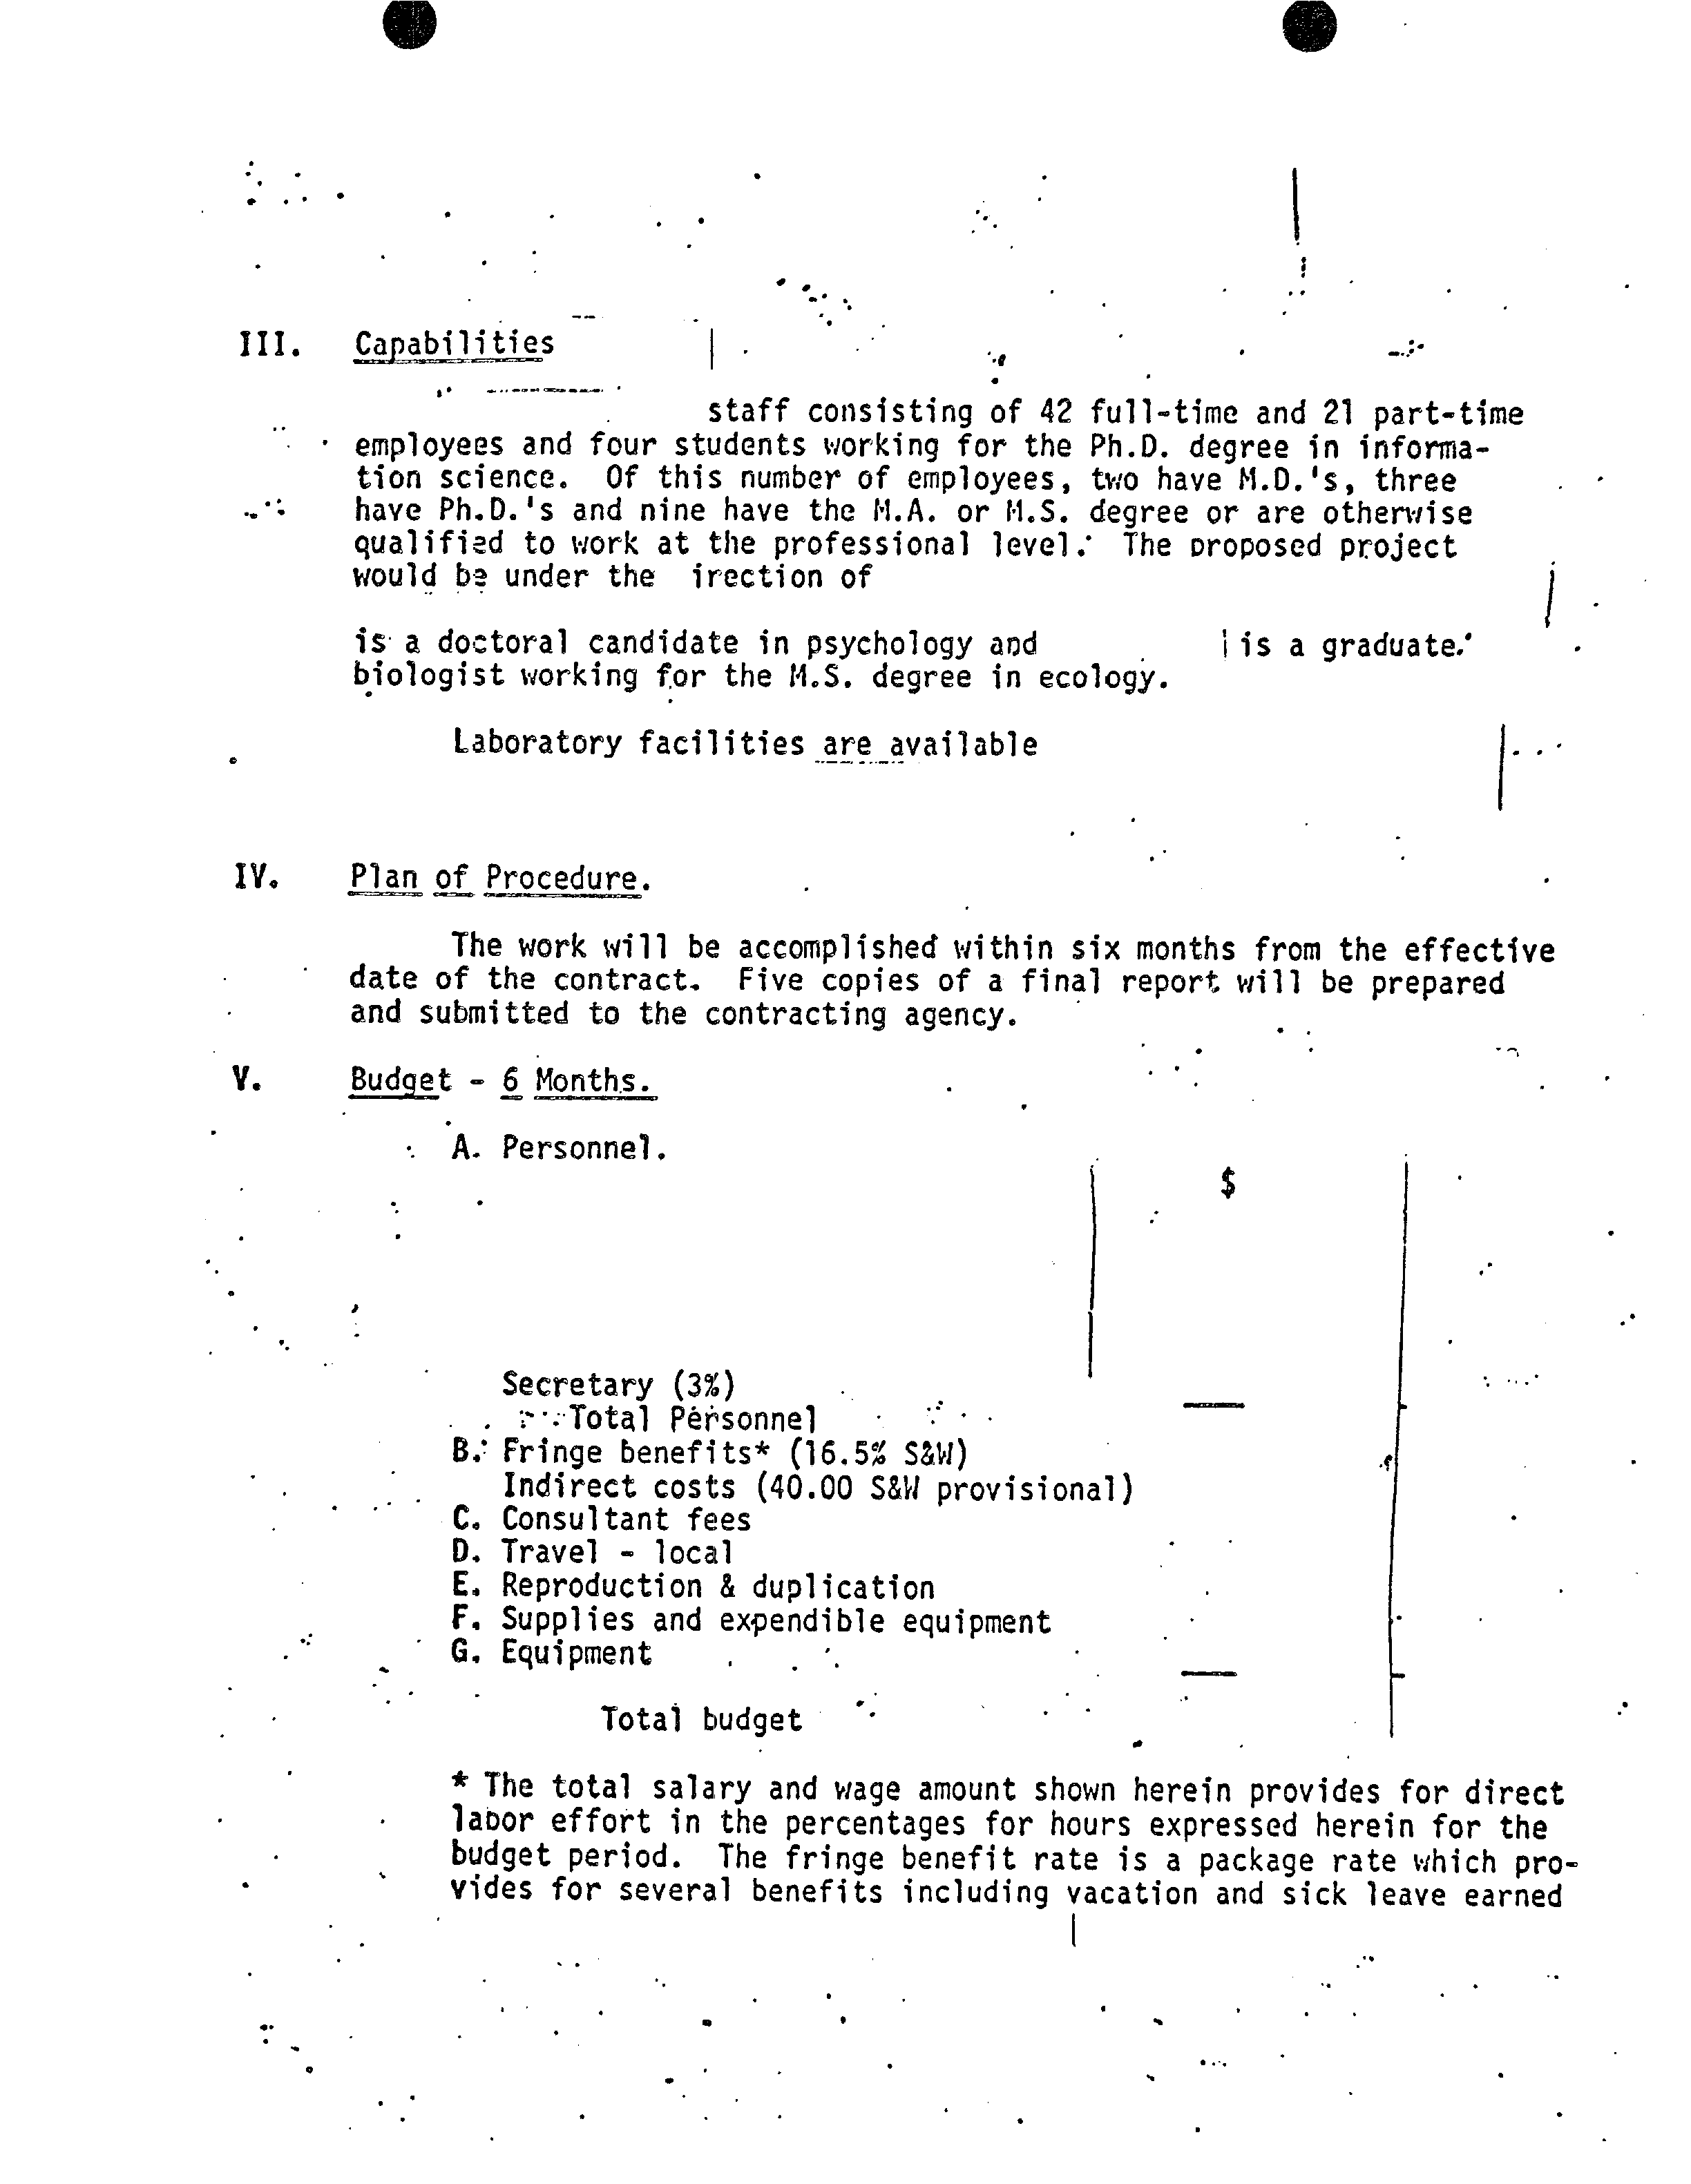 III. Capabilities
staff consisting of 42 full-time and 21 part-time
employees and four students working for the Ph.D. degree in informa-
tion science. Of this number of employees, two have M.D.'s, three
have Ph.D.'s and nine have the M.A. or M.S. degree or are otherwise
qualified to work at the professional level. The proposed project
would be under the irection of
is a doctoral candidate in psychology and is a graduate
biologist working for the M.S. degree in ecology.
Laboratory facilities are available
IV. Plan of Procedure.
The work will be accomplished within six months from the effective
date of the contract. Five copies of a final report will be prepared
and submitted to the contracting agency.
V. Budget - 6 Months.
A. Personnel.
$
Secretary (3%)
Total Personnel
B. Fringe benefits* (16.5% S&W)
Indirect costs (40.00 S&W provisional)
C. Consultant fees
D. Travel - local
E. Reproduction & duplication
F. Supplies and expendible equipment
G. Equipment
Total budget
* The total salary and wage amount shown herein provides for direct
labor effort in the percentages for hours expressed herein for the
budget period. The fringe benefit rate is a package rate which pro-
vides for several benefits including vacation and sick leave earned